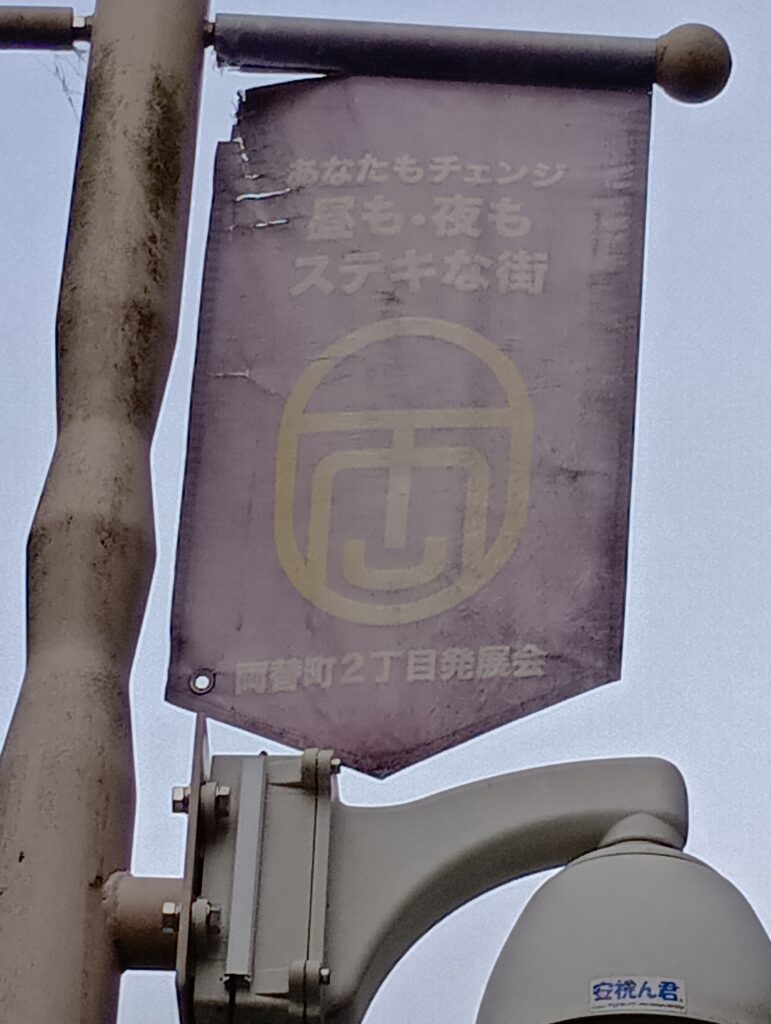 あなたもチェンジ
昼も・夜も
ステキな街
両替町2丁目発展会
安視ん君